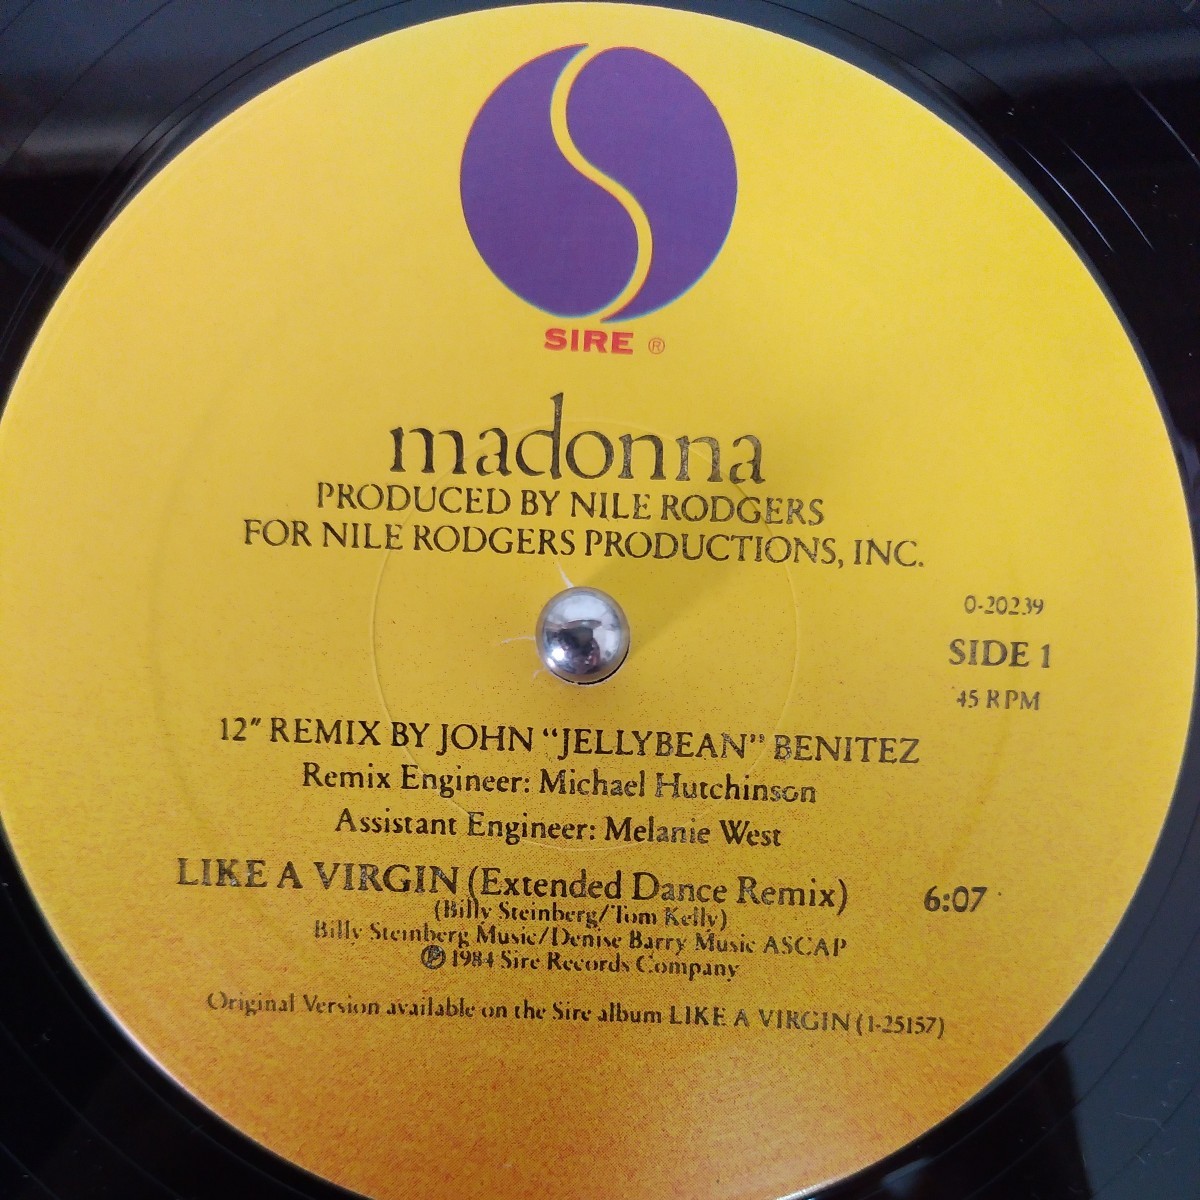 SIRE ®
madonna
PRODUCED BY NILE RODGERS
FOR NILE RODGERS PRODUCTIONS, INC.
0-20239
SIDE 1
45 RPM
12" REMIX BY JOHN "JELLYBEAN" BENITEZ
Remix Engineer: Michael Hutchinson
Assistant Engineer: Melanie West
LIKE A VIRGIN (Extended Dance Remix) 6:07
(Billy Steinberg/Tom Kelly)
Billy Steinberg Music/Denise Barry Music ASCAP
℗ 1984 Sire Records Company
Original Version available on the Sire album LIKE A VIRGIN (1-25157)